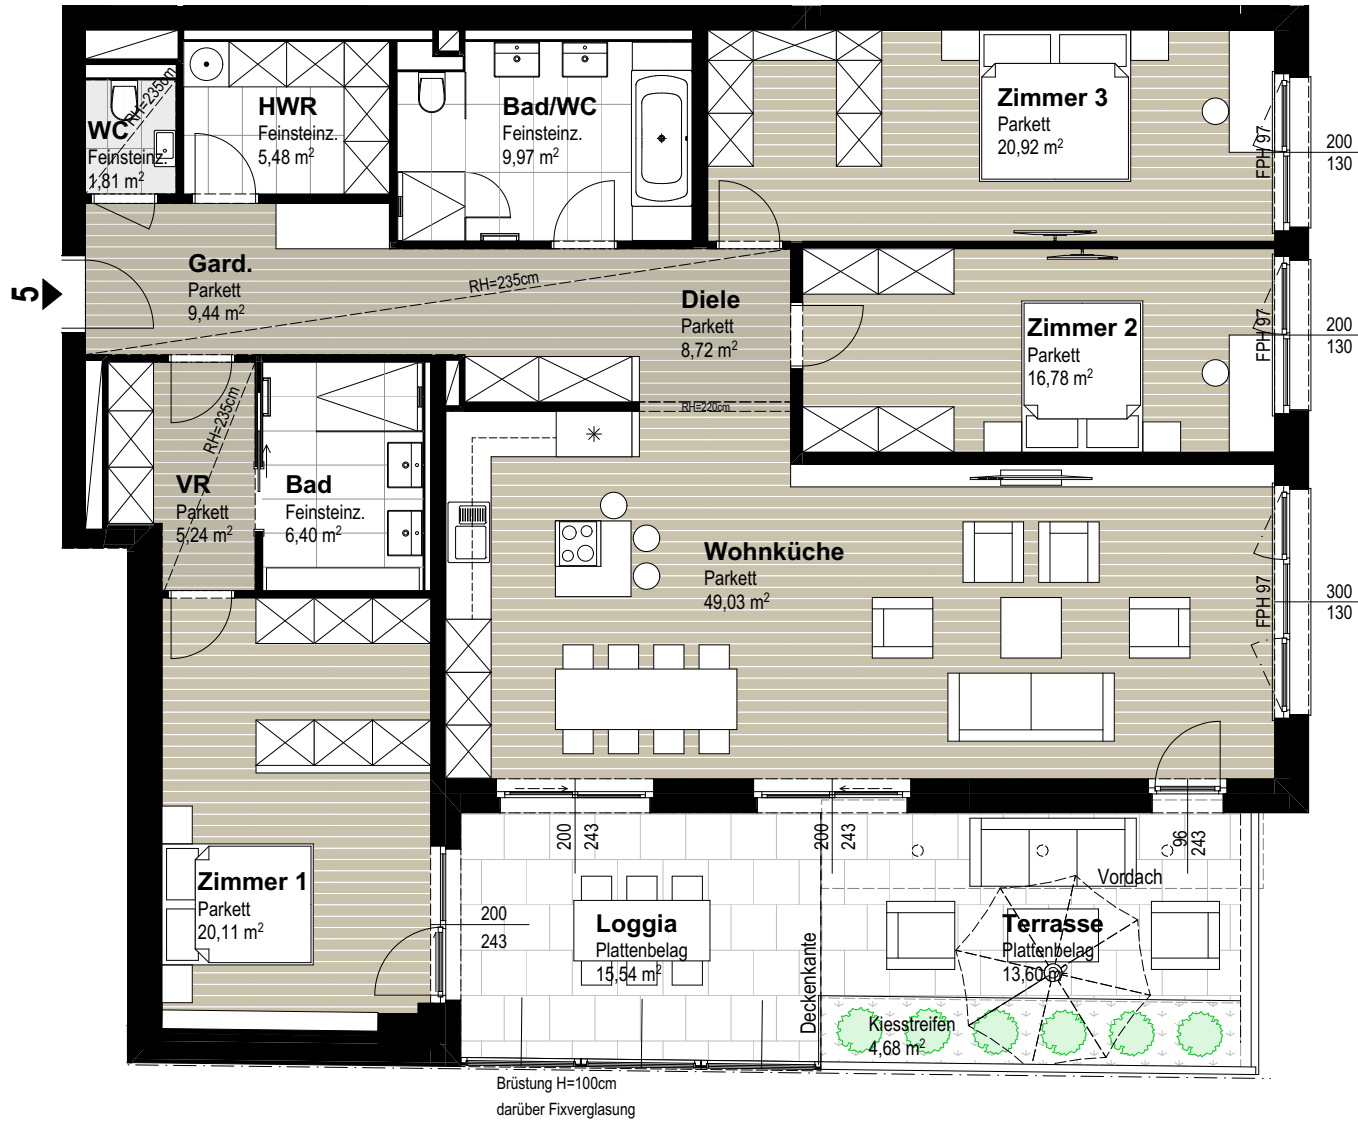 WC
Feinsteinz.
1,81 m²
RH=235cm
HWR
Feinsteinz.
5,48 m²
Bad/WC
Feinsteinz.
9,97 m²
Zimmer 3
Parkett
20,92 m²
FPH 97
200
130
5
Gard.
Parkett
9,44 m²
RH=235cm
Diele
Parkett
8,72 m²
Zimmer 2
Parkett
16,78 m²
FPH 97
200
130
RH=220cm
RH=235cm
VR
Parkett
5,24 m²
Bad
Feinsteinz.
6,40 m²
Wohnküche
Parkett
49,03 m²
FPH 97
300
130
200
243
200
243
96
243
Zimmer 1
Parkett
20,11 m²
200
243
Loggia
Plattenbelag
15,54 m²
Deckenkante
Vordach
Terrasse
Plattenbelag
13,60 m²
Kiesstreifen
4,68 m²
Brüstung H=100cm
darüber Fixverglasung